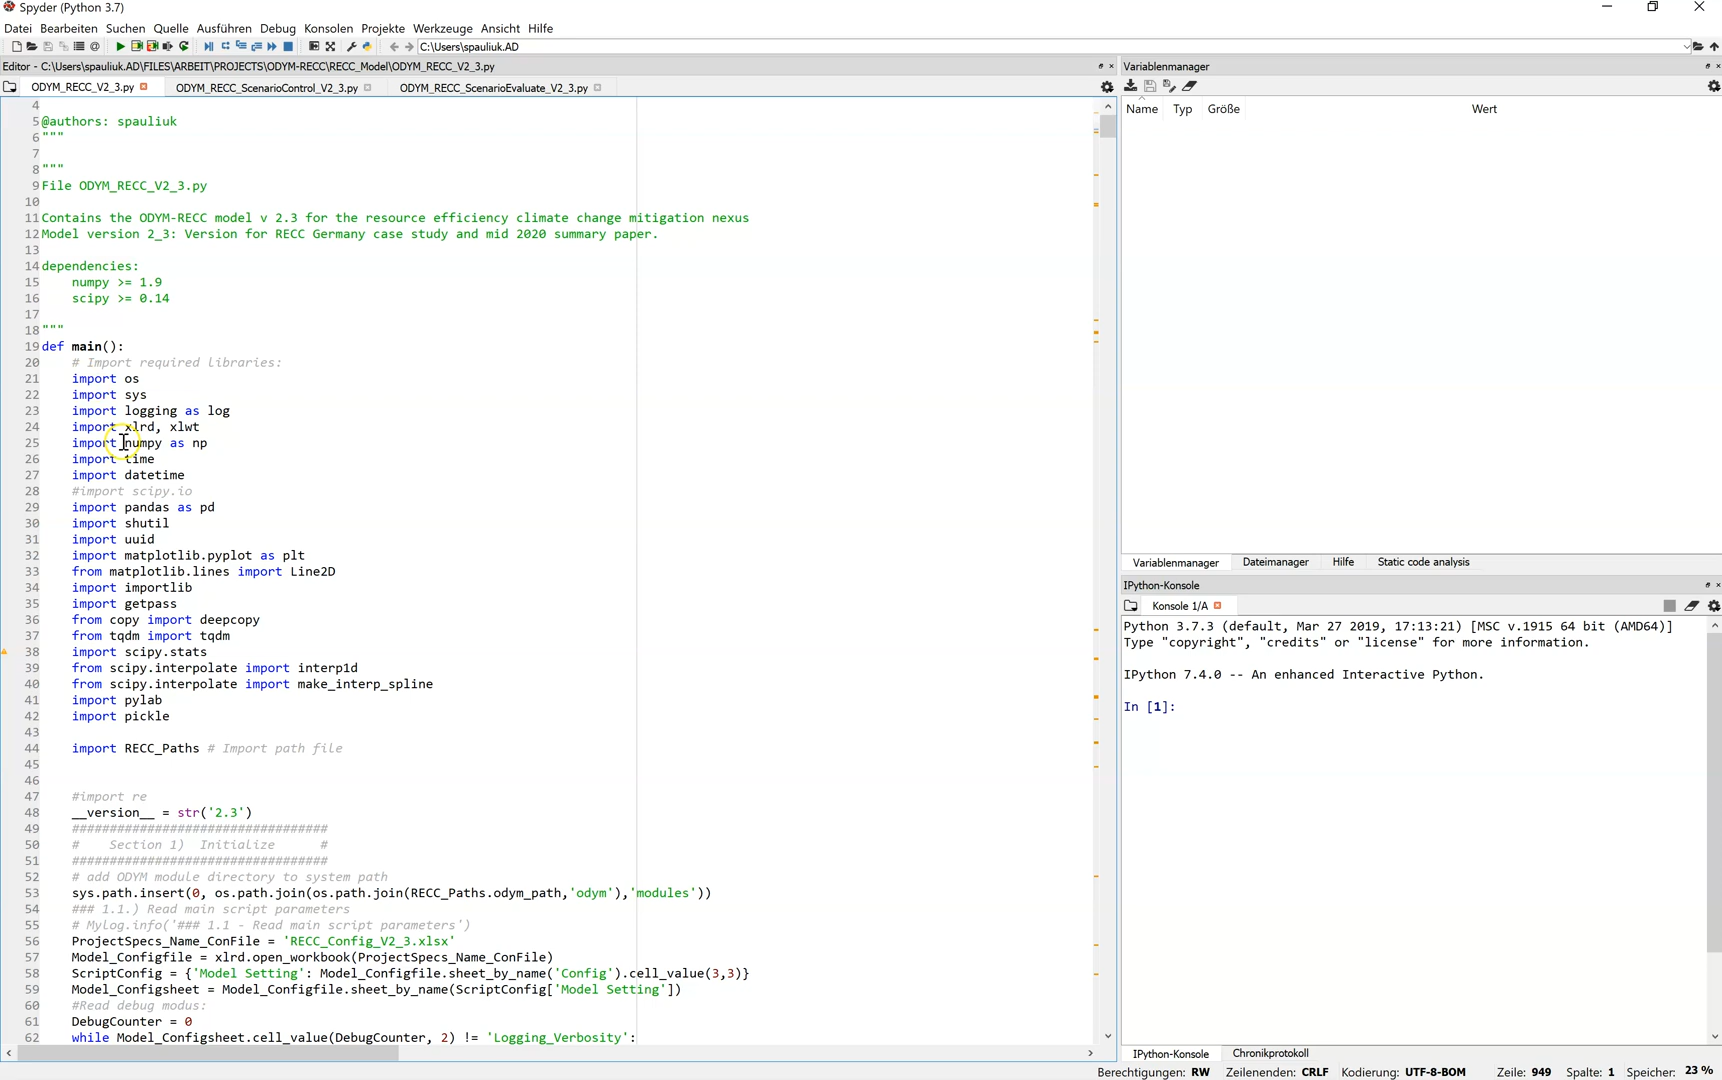 Spyder (Python 3.7)
Datei Bearbeiten Suchen Quelle Ausführen Debug Konsolen Projekte Werkzeuge Ansicht Hilfe
C:\Users\spauliuk.AD
Editor - C:\Users\spauliuk.AD\FILES\ARBEIT\PROJECTS\ODYM-RECC\RECC_Model\ODYM_RECC_V2_3.py
ODYM_RECC_V2_3.py ODYM_RECC_ScenarioControl_V2_3.py ODYM_RECC_ScenarioEvaluate_V2_3.py
4
5 @authors: spauliuk
6 """
7
8 """
9 File ODYM_RECC_V2_3.py
10
11 Contains the ODYM-RECC model v 2.3 for the resource efficiency climate change mitigation nexus
12 Model version 2_3: Version for RECC Germany case study and mid 2020 summary paper.
13
14 dependencies:
15 numpy >= 1.9
16 scipy >= 0.14
17
18 """
19 def main():
20 # Import required libraries:
21 import os
22 import sys
23 import logging as log
24 import xlrd, xlwt
25 import numpy as np
26 import time
27 import datetime
28 #import scipy.io
29 import pandas as pd
30 import shutil
31 import uuid
32 import matplotlib.pyplot as plt
33 from matplotlib.lines import Line2D
34 import importlib
35 import getpass
36 from copy import deepcopy
37 from tqdm import tqdm
38 import scipy.stats
39 from scipy.interpolate import interp1d
40 from scipy.interpolate import make_interp_spline
41 import pylab
42 import pickle
43
44 import RECC_Paths # Import path file
45
46
47 #import re
48 __version__ = str('2.3')
49 ##################################
50 # Section 1) Initialize #
51 ##################################
52 # add ODYM module directory to system path
53 sys.path.insert(0, os.path.join(os.path.join(RECC_Paths.odym_path,'odym'),'modules'))
54 ### 1.1.) Read main script parameters
55 # Mylog.info('### 1.1 - Read main script parameters')
56 ProjectSpecs_Name_ConFile = 'RECC_Config_V2_3.xlsx'
57 Model_Configfile = xlrd.open_workbook(ProjectSpecs_Name_ConFile)
58 ScriptConfig = {'Model Setting': Model_Configfile.sheet_by_name('Config').cell_value(3,3)}
59 Model_Configsheet = Model_Configfile.sheet_by_name(ScriptConfig['Model Setting'])
60 #Read debug modus:
61 DebugCounter = 0
62 while Model_Configsheet.cell_value(DebugCounter, 2) != 'Logging_Verbosity':
Variablenmanager
Name Typ Größe Wert
Variablenmanager Dateimanager Hilfe Static code analysis
IPython-Konsole
Konsole 1/A
Python 3.7.3 (default, Mar 27 2019, 17:13:21) [MSC v.1915 64 bit (AMD64)]
Type "copyright", "credits" or "license" for more information.
IPython 7.4.0 -- An enhanced Interactive Python.
In [1]:
IPython-Konsole Chronikprotokoll
Berechtigungen: RW Zeilenenden: CRLF Kodierung: UTF-8-BOM Zeile: 949 Spalte: 1 Speicher: 23 %